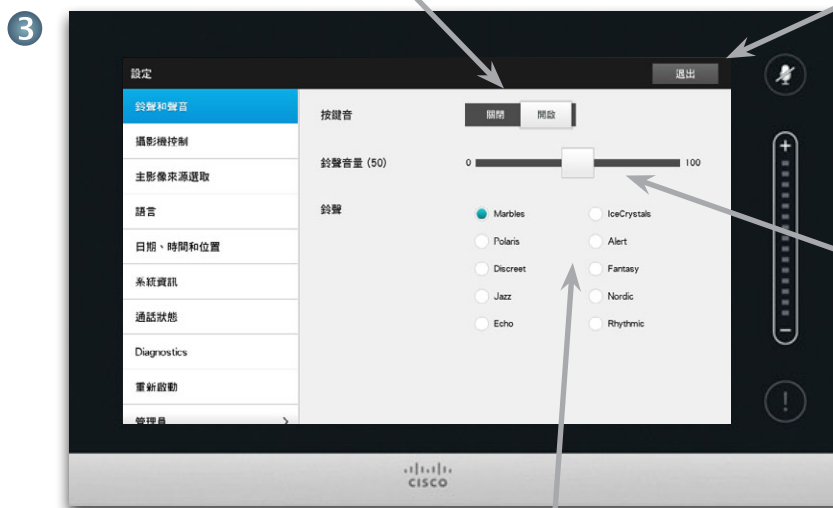 3
設定
退出
鈴聲和聲音
攝影機控制
主影像來源選取
語言
日期、時間和位置
系統資訊
通話狀態
Diagnostics
重新啟動
管理員 >
按鍵音 關閉 開啟
鈴聲音量 (50) 0 100
鈴聲
Marbles IceCrystals
Polaris Alert
Discreet Fantasy
Jazz Nordic
Echo Rhythmic
+
−
!
CISCO